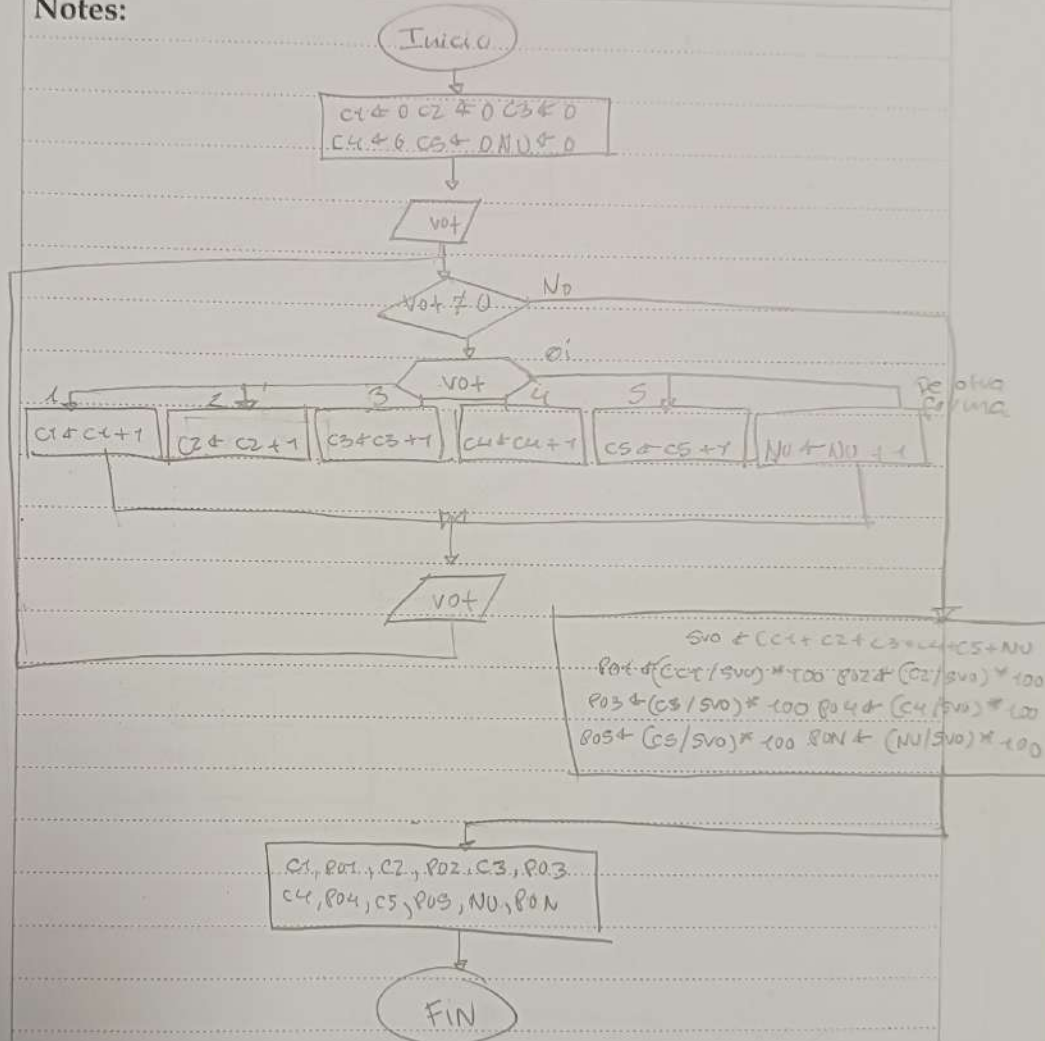 Notes:
Inicio
C1 ← 0 C2 ← 0 C3 ← 0
C4 ← 0 C5 ← 0 NU ← 0
vot
Vot ≠ 0
No
si
vot
1
2
3
4
5
De otra
forma
C1 ← C1 + 1
C2 ← C2 + 1
C3 ← C3 + 1
C4 ← C4 + 1
C5 ← C5 + 1
NU ← NU + 1
vot
SVO ← (C1 + C2 + C3 + C4 + C5 + NU
PO1 ← (C1 / SVO) * 100 PO2 ← (C2 / SVO) * 100
PO3 ← (C3 / SVO) * 100 PO4 ← (C4 / SVO) * 100
PO5 ← (C5 / SVO) * 100 PON ← (NU / SVO) * 100
C1, PO1, C2, PO2, C3, PO3
C4, PO4, C5, PO5, NU, PON
FIN